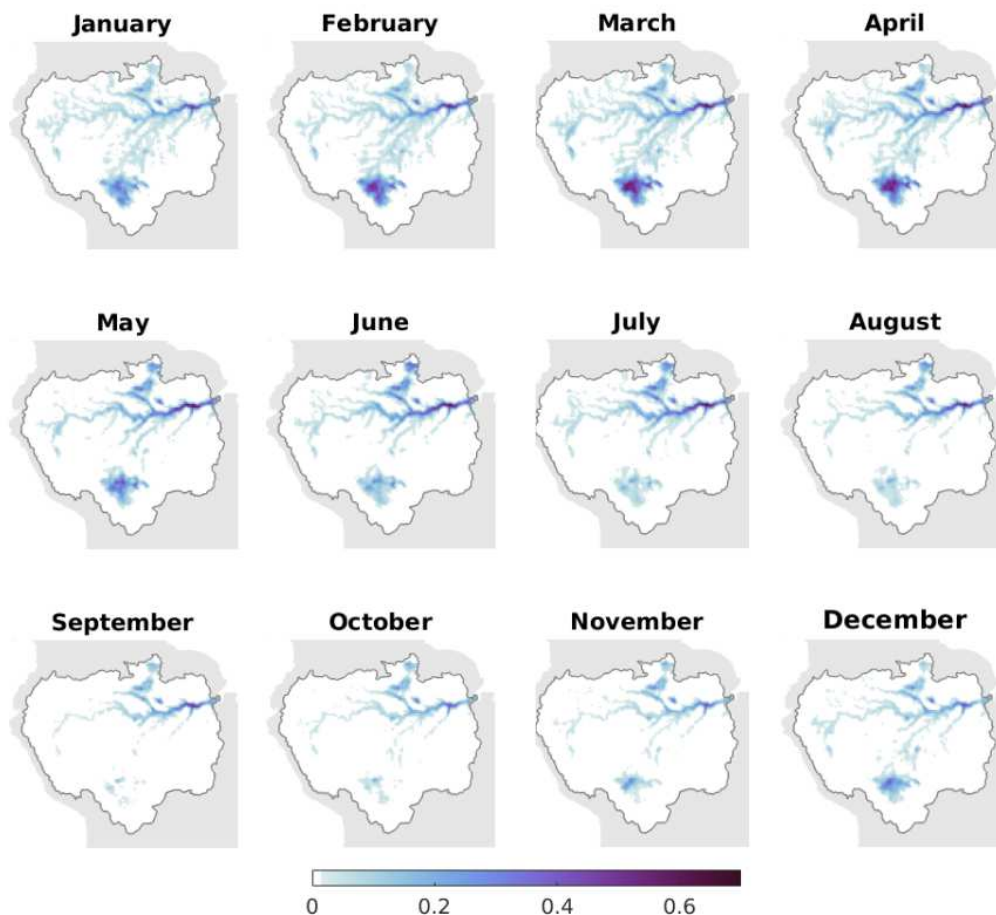 January February March April
May June July August
September October November December
0 0.2 0.4 0.6